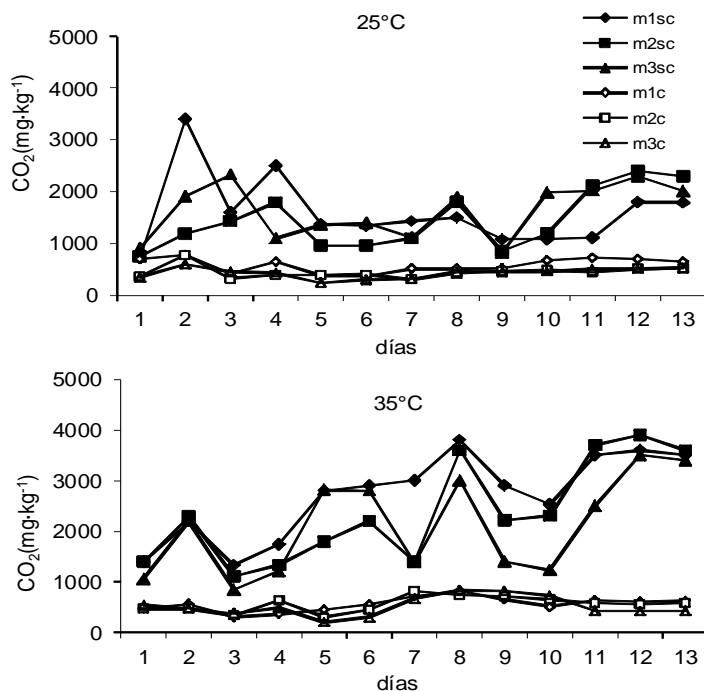 25°C
m1sc
m2sc
m3sc
m1c
m2c
m3c
CO₂(mg·kg⁻¹)
5000
4000
3000
2000
1000
0
1 2 3 4 5 6 7 8 9 10 11 12 13
días
35°C
CO₂(mg·kg⁻¹)
5000
4000
3000
2000
1000
0
1 2 3 4 5 6 7 8 9 10 11 12 13
días